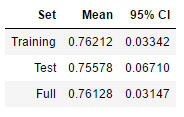 Set Mean 95% CI
Training 0.76212 0.03342
Test 0.75578 0.06710
Full 0.76128 0.03147